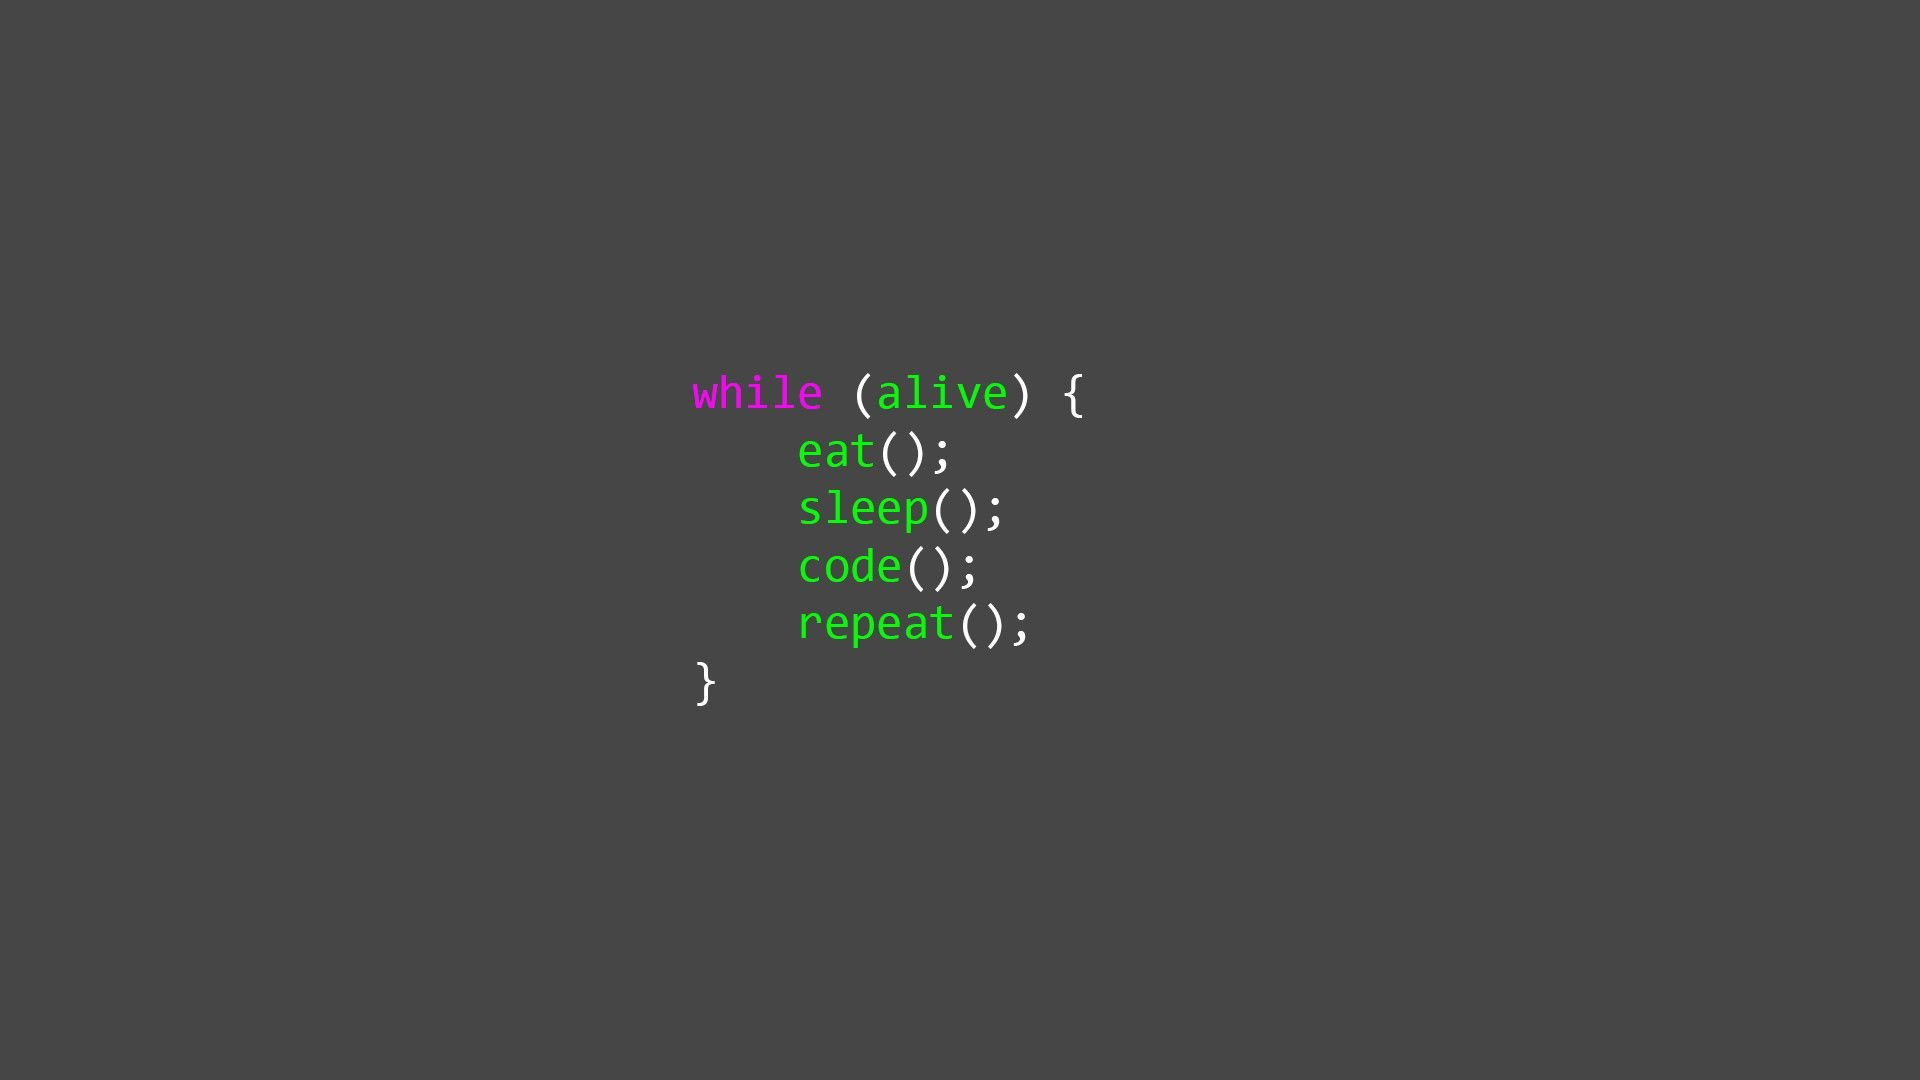 while (alive) {
    eat();
    sleep();
    code();
    repeat();
}